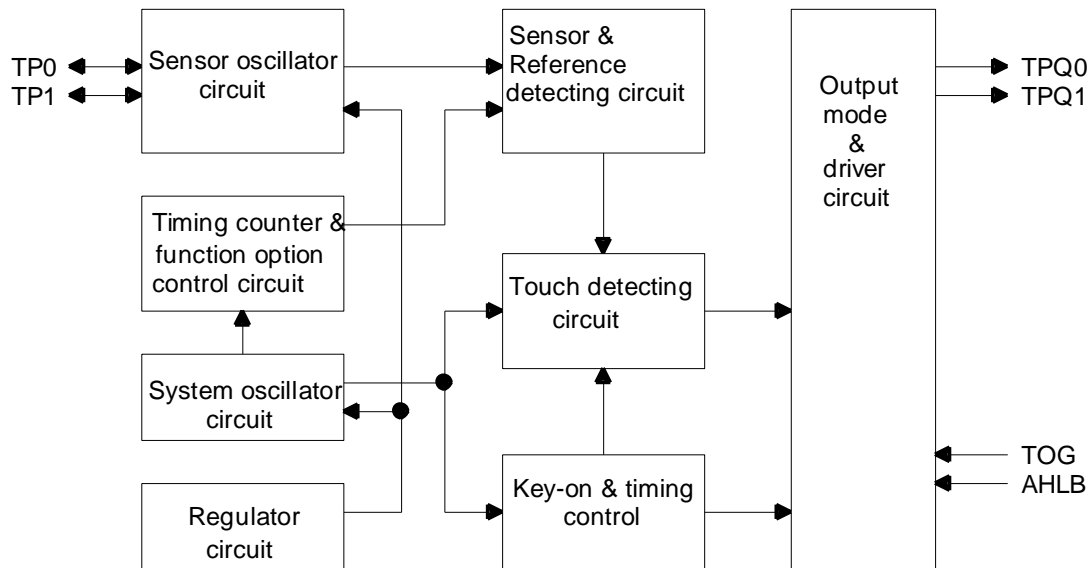 TP0
TP1
Sensor oscillator
circuit
Sensor &
Reference
detecting circuit
Output
mode
&
driver
circuit
TPQ0
TPQ1
Timing counter &
function option
control circuit
Touch detecting
circuit
System oscillator
circuit
Regulator
circuit
Key-on & timing
control
TOG
AHLB